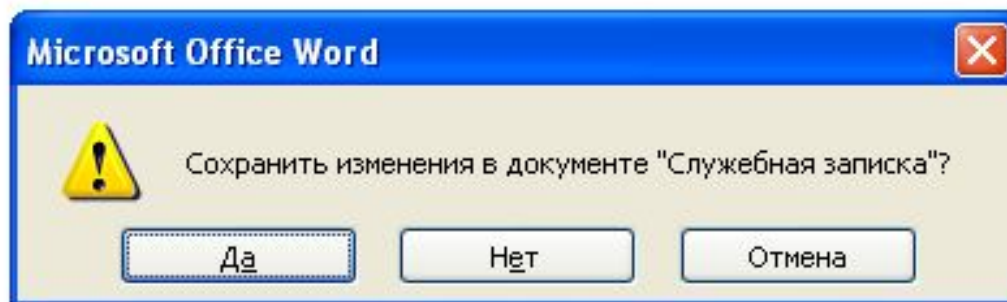 Microsoft Office Word
Сохранить изменения в документе "Служебная записка"?
Да Нет Отмена